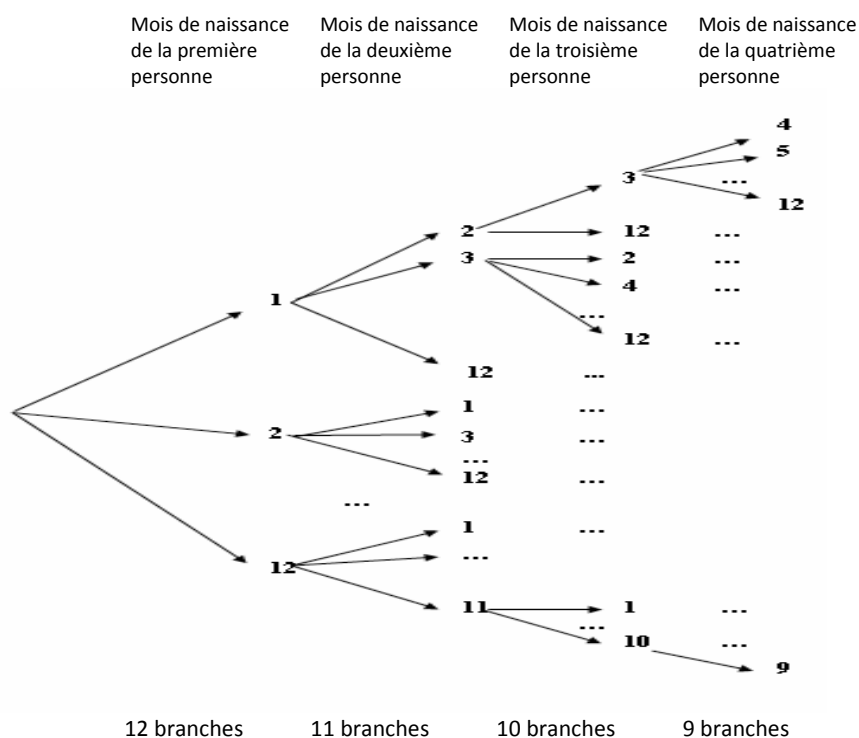 Mois de naissance
de la première
personne
Mois de naissance
de la deuxième
personne
Mois de naissance
de la troisième
personne
Mois de naissance
de la quatrième
personne
4
5
3
...
12
2
12
...
3
2
...
1
4
...
...
12
...
12
...
1
...
2
3
...
...
12
...
...
1
...
12
...
11
1
...
...
10
...
9
12 branches
11 branches
10 branches
9 branches